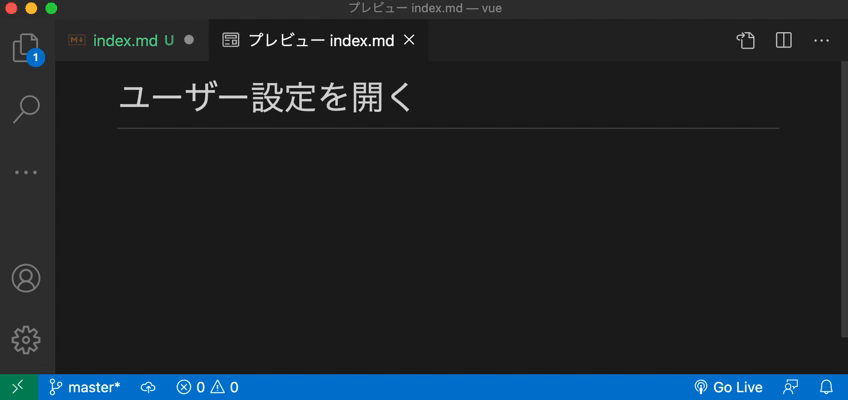 プレビュー index.md — vue
index.md U
プレビュー index.md
1
ユーザー設定を開く
master* 0 0 Go Live